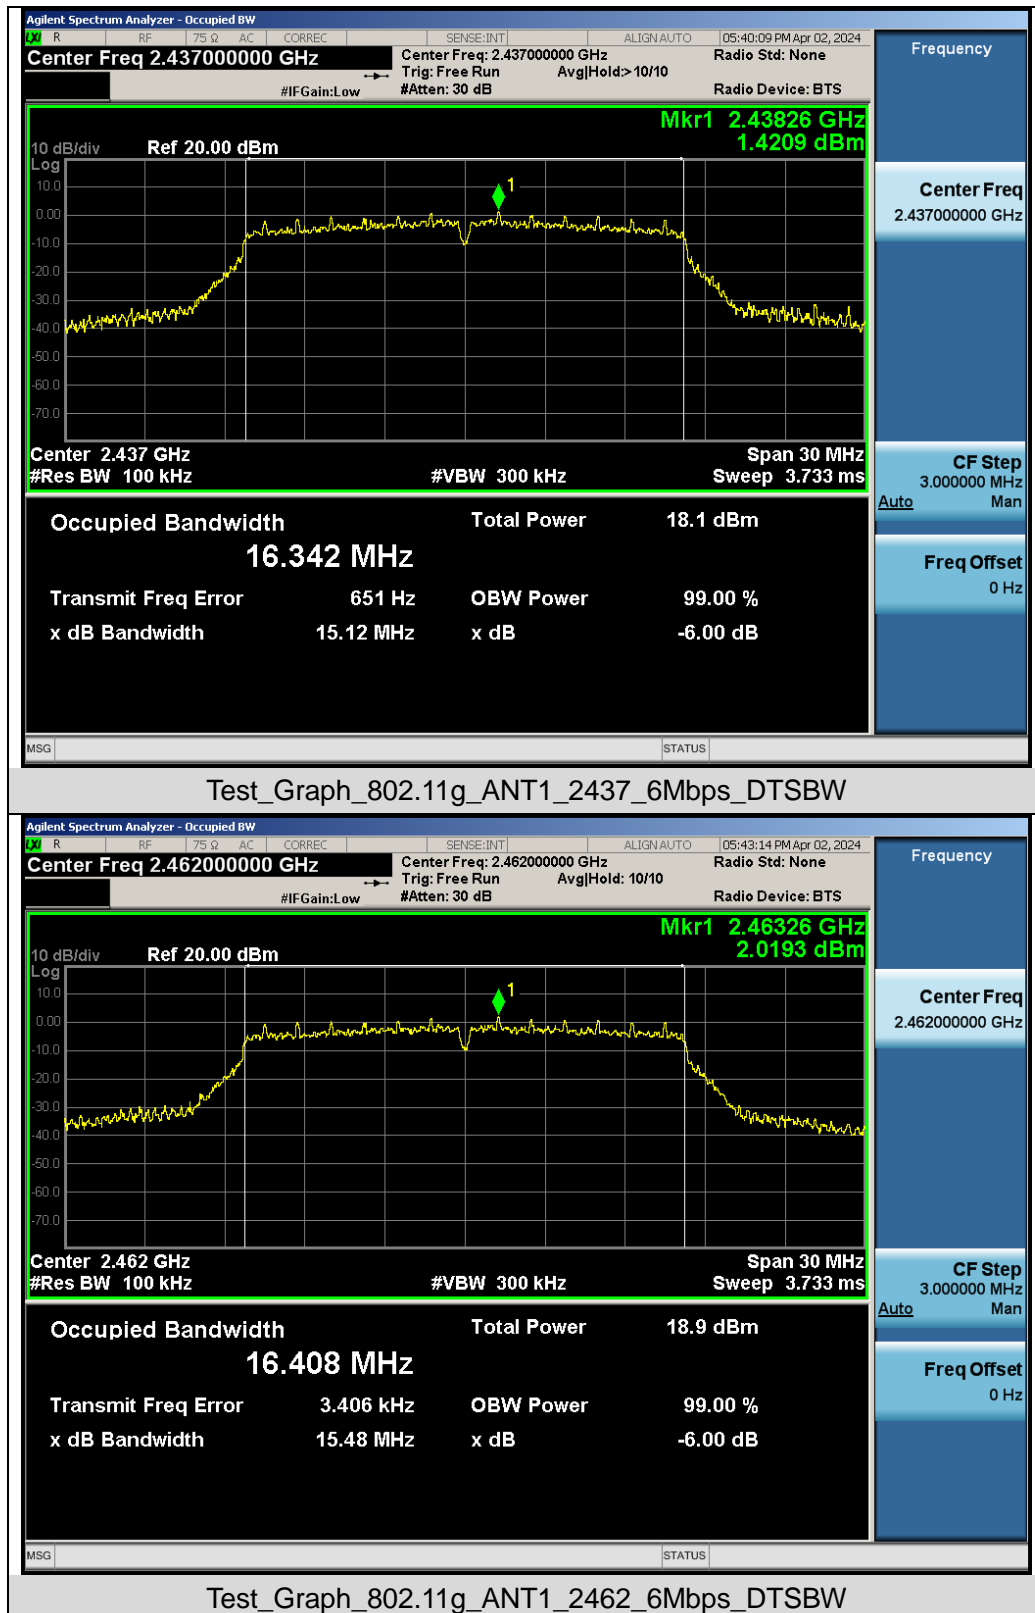 Agilent Spectrum Analyzer - Occupied BW
LXI R RF 75 Ω AC CORREC SENSE:INT ALIGN AUTO 05:40:09 PM Apr 02, 2024
Center Freq 2.437000000 GHz
Center Freq: 2.437000000 GHz Radio Std: None
Trig: Free Run Avg|Hold:> 10/10
#IFGain:Low #Atten: 30 dB Radio Device: BTS
Frequency
Mkr1 2.43826 GHz
1.4209 dBm
10 dB/div Ref 20.00 dBm
Log
10.0
0.00
-10.0
-20.0
-30.0
-40.0
-50.0
-60.0
-70.0
1
Center 2.437 GHz Span 30 MHz
#Res BW 100 kHz #VBW 300 kHz Sweep 3.733 ms
Center Freq
2.437000000 GHz
CF Step
3.000000 MHz
Auto Man
Freq Offset
0 Hz
Occupied Bandwidth Total Power 18.1 dBm
16.342 MHz
Transmit Freq Error 651 Hz OBW Power 99.00 %
x dB Bandwidth 15.12 MHz x dB -6.00 dB
MSG STATUS
Test_Graph_802.11g_ANT1_2437_6Mbps_DTSBW
Agilent Spectrum Analyzer - Occupied BW
LXI R RF 75 Ω AC CORREC SENSE:INT ALIGN AUTO 05:43:14 PM Apr 02, 2024
Center Freq 2.462000000 GHz
Center Freq: 2.462000000 GHz Radio Std: None
Trig: Free Run Avg|Hold: 10/10
#IFGain:Low #Atten: 30 dB Radio Device: BTS
Frequency
Mkr1 2.46326 GHz
2.0193 dBm
10 dB/div Ref 20.00 dBm
Log
10.0
0.00
-10.0
-20.0
-30.0
-40.0
-50.0
-60.0
-70.0
1
Center 2.462 GHz Span 30 MHz
#Res BW 100 kHz #VBW 300 kHz Sweep 3.733 ms
Center Freq
2.462000000 GHz
CF Step
3.000000 MHz
Auto Man
Freq Offset
0 Hz
Occupied Bandwidth Total Power 18.9 dBm
16.408 MHz
Transmit Freq Error 3.406 kHz OBW Power 99.00 %
x dB Bandwidth 15.48 MHz x dB -6.00 dB
MSG STATUS
Test_Graph_802.11g_ANT1_2462_6Mbps_DTSBW